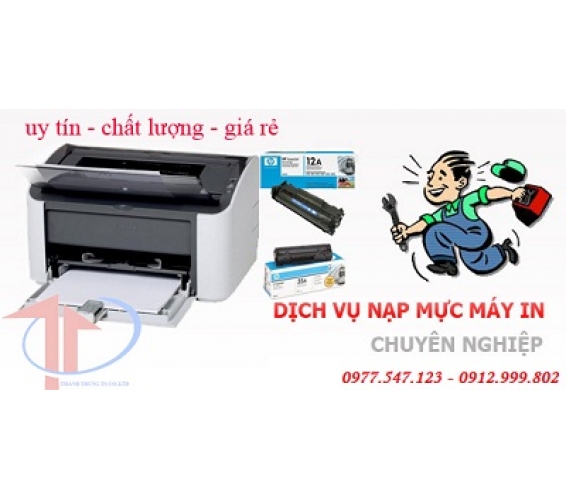 uy tín - chất lượng - giá rẻ
12A
35A
DỊCH VỤ NẠP MỰC MÁY IN
CHUYÊN NGHIỆP
0977.547.123 - 0912.999.802